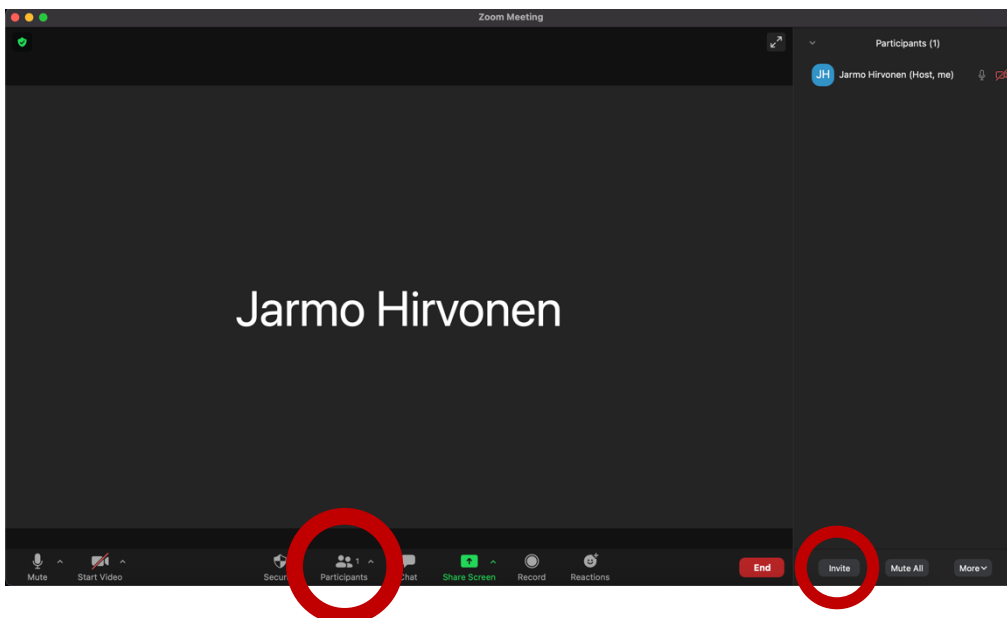 Zoom Meeting
Participants (1)
JH Jarmo Hirvonen (Host, me)
Jarmo Hirvonen
1
Mute Start Video Participants Share Screen Record Reactions End
Invite Mute All More